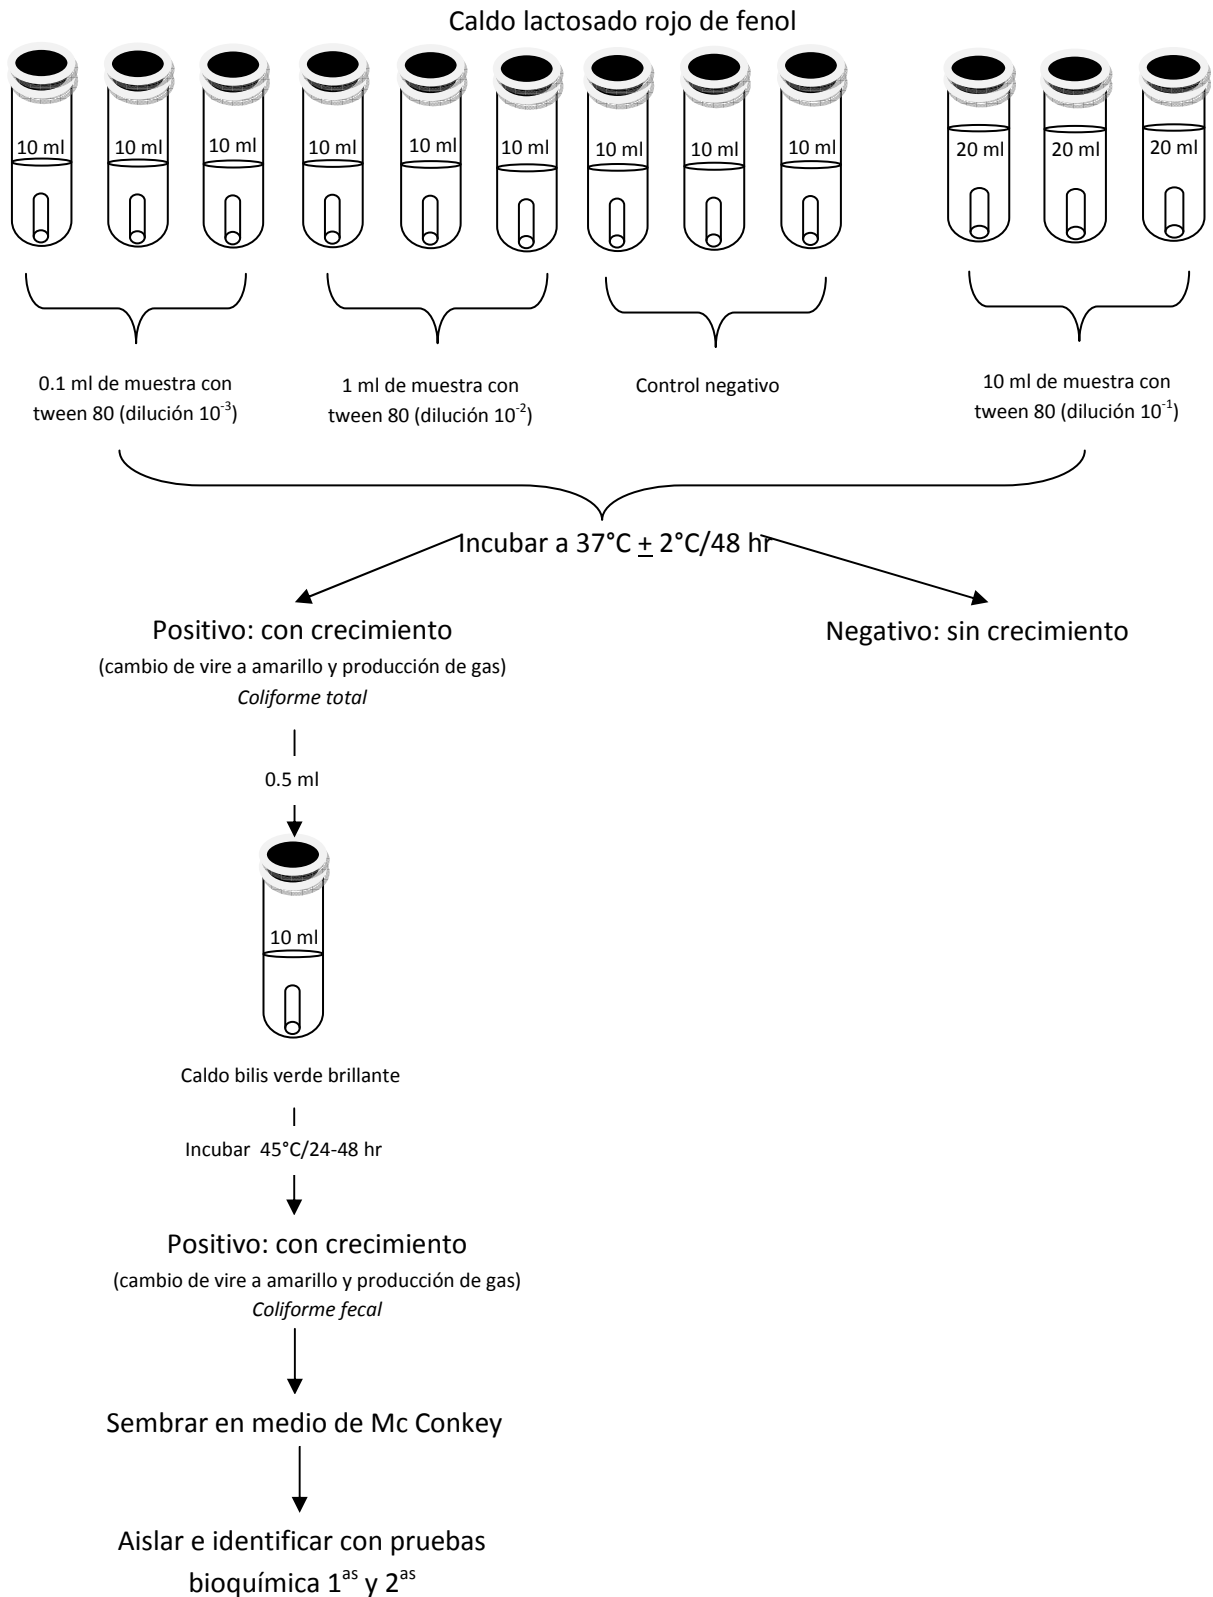 Caldo lactosado rojo de fenol
10 ml 10 ml 10 ml 10 ml 10 ml 10 ml 10 ml 10 ml 10 ml 20 ml 20 ml 20 ml
0.1 ml de muestra con
tween 80 (dilución 10⁻³)
1 ml de muestra con
tween 80 (dilución 10⁻²)
Control negativo
10 ml de muestra con
tween 80 (dilución 10⁻¹)
Incubar a 37°C ± 2°C/48 hr
Positivo: con crecimiento
(cambio de vire a amarillo y producción de gas)
Coliforme total
Negativo: sin crecimiento
0.5 ml
10 ml
Caldo bilis verde brillante
Incubar 45°C/24-48 hr
Positivo: con crecimiento
(cambio de vire a amarillo y producción de gas)
Coliforme fecal
Sembrar en medio de Mc Conkey
Aislar e identificar con pruebas
bioquímica 1ᵃˢ y 2ᵃˢ